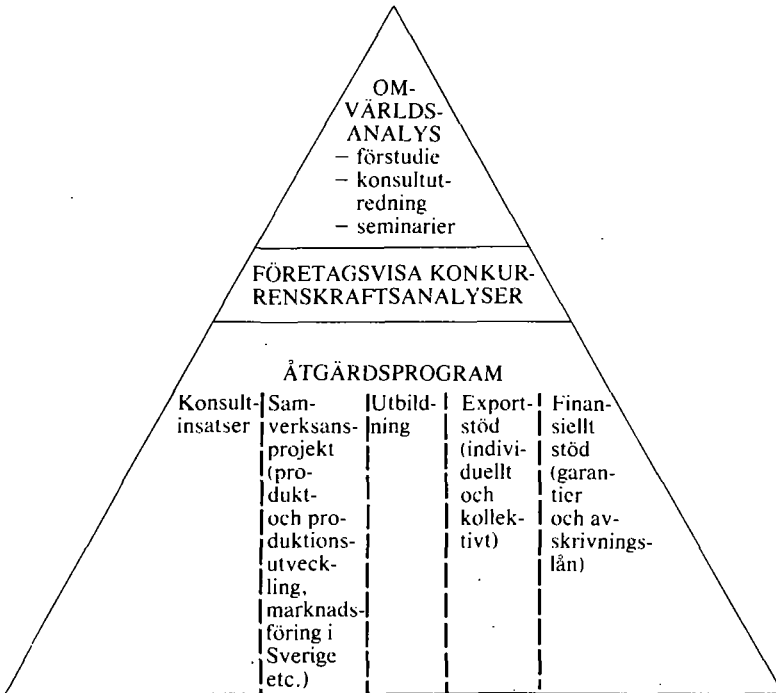 OM-
VÄRLDS-
ANALYS
– förstudie
– konsultut-
redning
– seminarier
FÖRETAGSVISA KONKUR-
RENSKRAFTSANALYSER
ÅTGÄRDSPROGRAM
Konsult-
insatser
Sam-
verksans-
projekt
(pro-
dukt-
och pro-
duktions-
utveck-
ling,
marknads-
föring i
Sverige
etc.)
Utbild-
ning
Export-
stöd
(indivi-
duellt
och
kollek-
tivt)
Finan-
siellt
stöd
(garan-
tier
och av-
skrivnings-
lån)